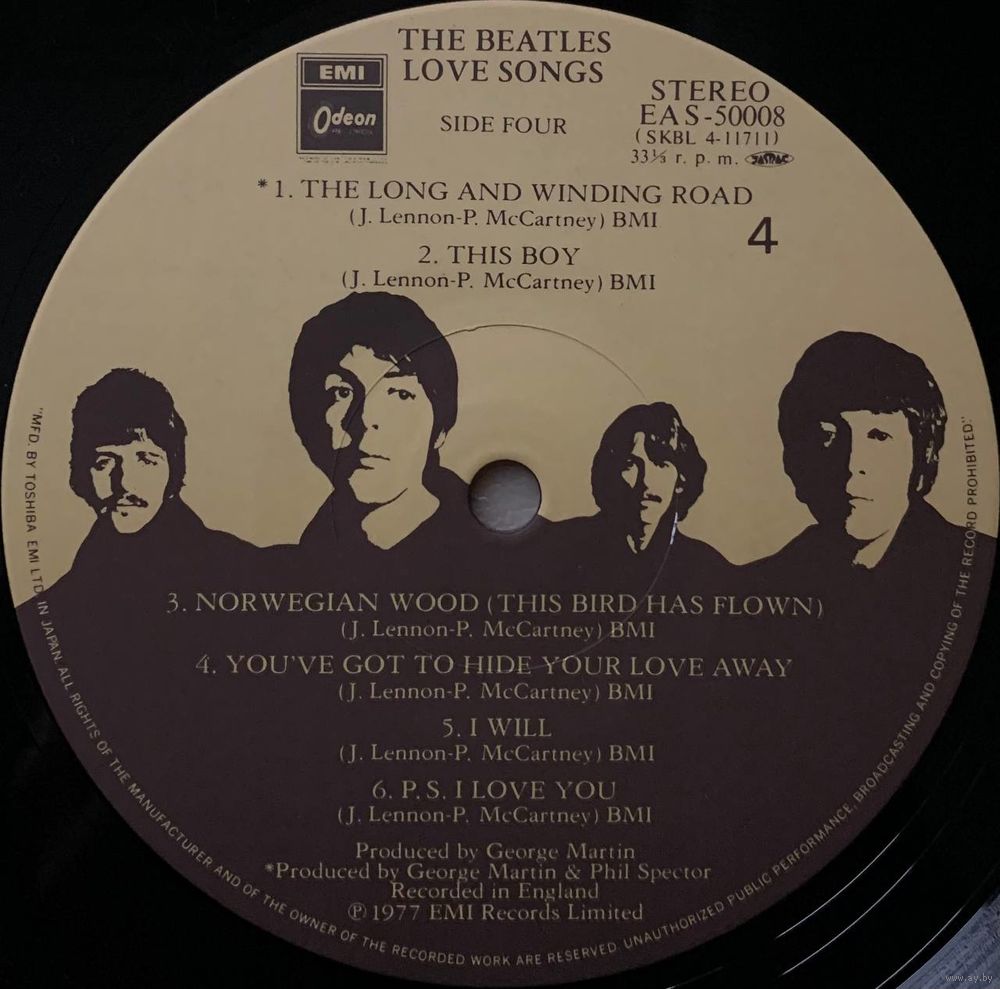 THE BEATLES
LOVE SONGS
EMI
Odeon
SIDE FOUR
STEREO
EAS-50008
(SKBL 4-11711)
33⅓ r. p. m. JASRAC
*1. THE LONG AND WINDING ROAD
(J. Lennon-P. McCartney) BMI
4
2. THIS BOY
(J. Lennon-P. McCartney) BMI
3. NORWEGIAN WOOD (THIS BIRD HAS FLOWN)
(J. Lennon-P. McCartney) BMI
4. YOU'VE GOT TO HIDE YOUR LOVE AWAY
(J. Lennon-P. McCartney) BMI
5. I WILL
(J. Lennon-P. McCartney) BMI
6. P.S. I LOVE YOU
(J. Lennon-P. McCartney) BMI
Produced by George Martin
*Produced by George Martin & Phil Spector
Recorded in England
℗ 1977 EMI Records Limited
"MFD. BY TOSHIBA EMI LTD. IN JAPAN. ALL RIGHTS OF THE MANUFACTURER AND OF THE OWNER OF THE RECORDED WORK ARE RESERVED. UNAUTHORIZED PUBLIC PERFORMANCE, BROADCASTING AND COPYING OF THE RECORD PROHIBITED."
www.ay.by